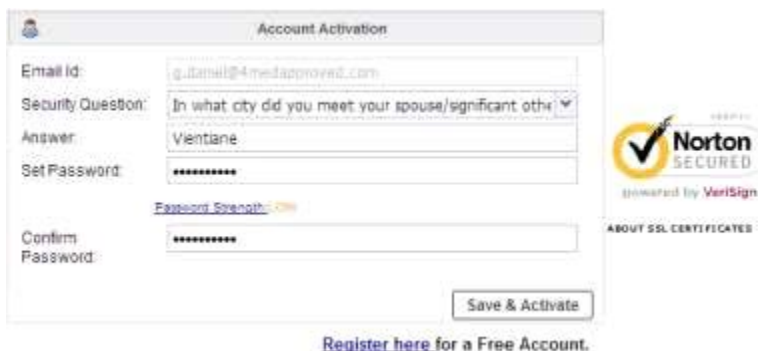 Account Activation
Email Id:
g.daniel@4medapproved.com
Security Question: In what city did you meet your spouse/significant othe
Answer: Vientiane
Set Password: ••••••••••
Password Strength:
Confirm Password: ••••••••••
Save & Activate
Register here for a Free Account.
Norton
SECURED
powered by VeriSign
ABOUT SSL CERTIFICATES